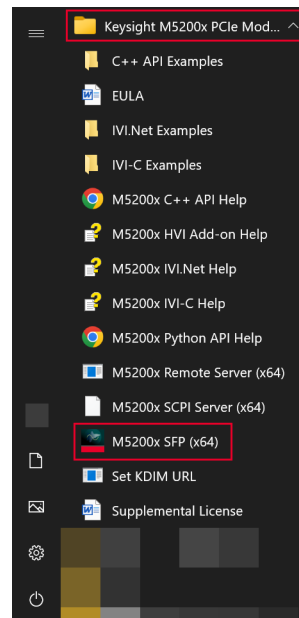 Keysight M5200x PCIe Mod...
C++ API Examples
EULA
IVI.Net Examples
IVI-C Examples
M5200x C++ API Help
M5200x HVI Add-on Help
M5200x IVI.Net Help
M5200x IVI-C Help
M5200x Python API Help
M5200x Remote Server (x64)
M5200x SCPI Server (x64)
M5200x SFP (x64)
Set KDIM URL
Supplemental License